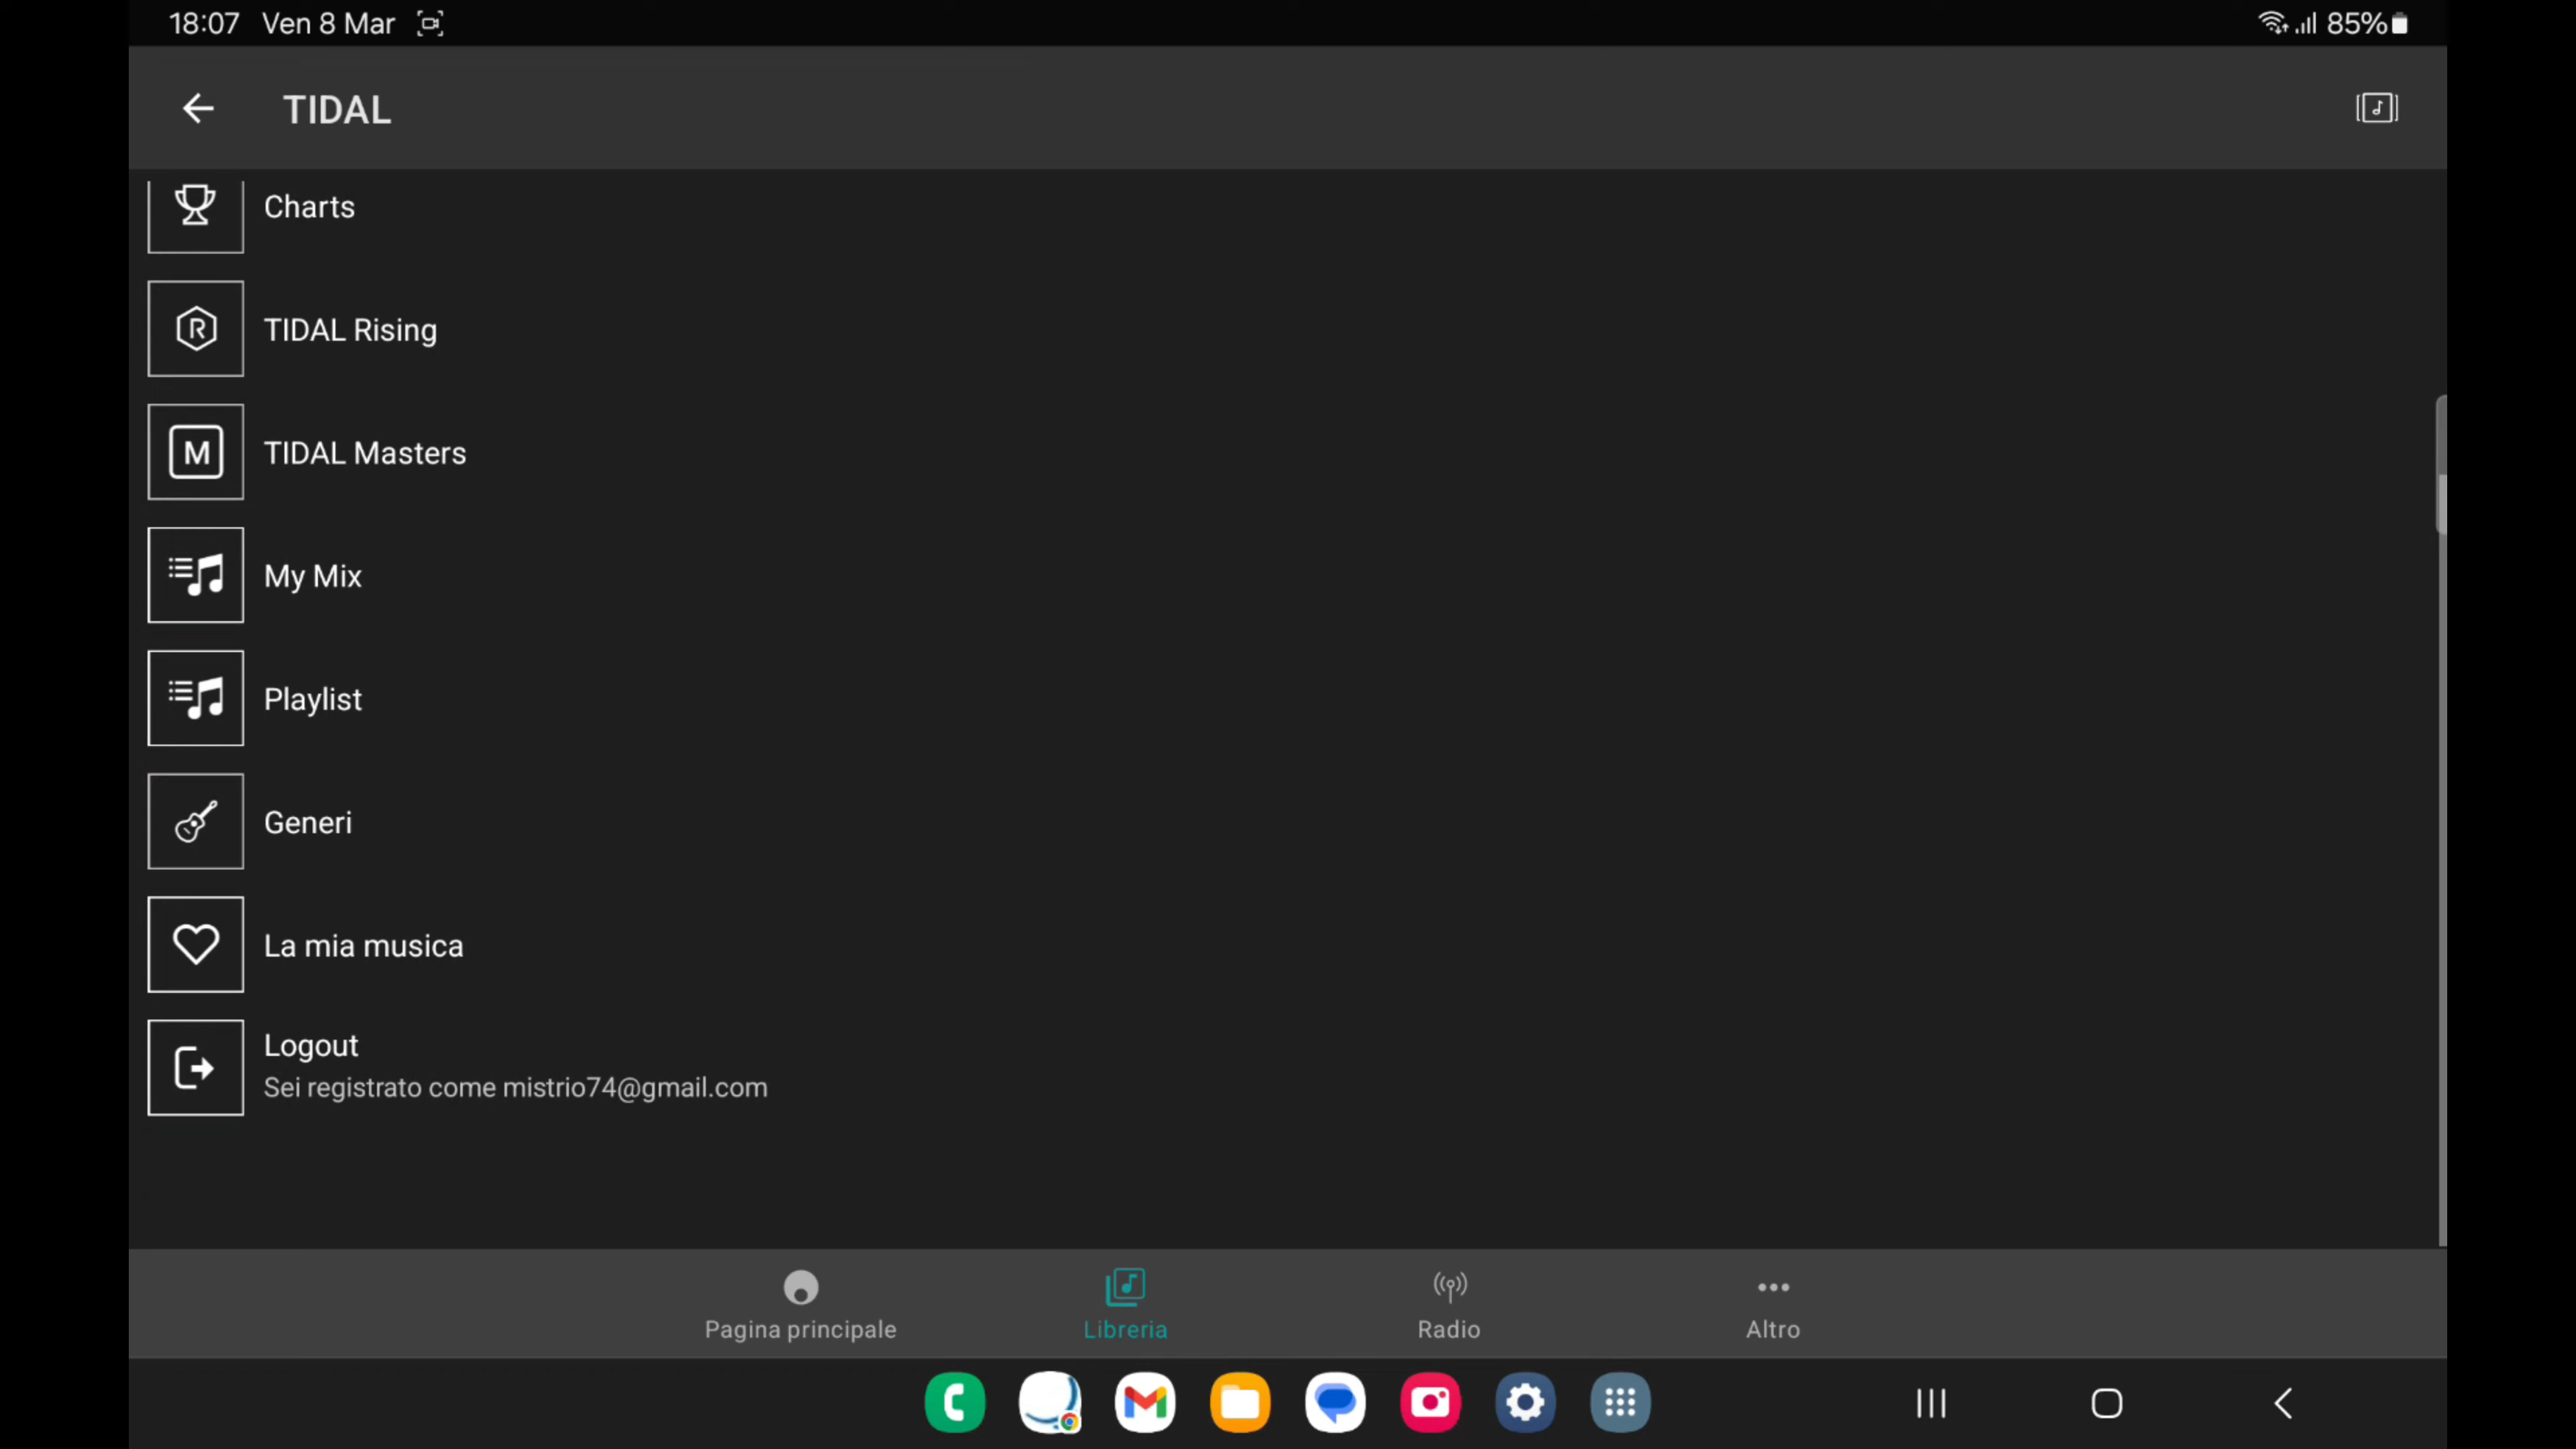 18:07 Ven 8 Mar
85%
TIDAL
Charts
R
TIDAL Rising
M
TIDAL Masters
My Mix
Playlist
Generi
La mia musica
Logout
Sei registrato come mistrio74@gmail.com
Pagina principale
Libreria
Radio
Altro